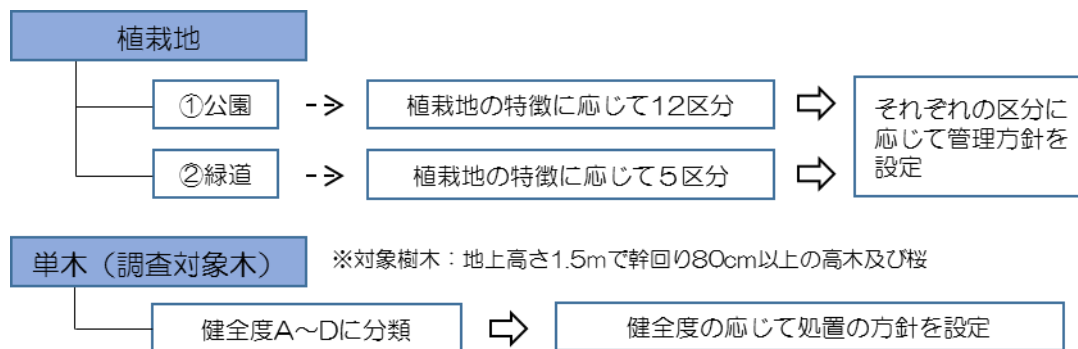 植栽地
①公園
->
植栽地の特徴に応じて12区分
それぞれの区分に
応じて管理方針を
設定
②緑道
->
植栽地の特徴に応じて５区分
単木（調査対象木）
※対象樹木：地上高さ1.5mで幹回り80cm以上の高木及び桜
健全度A～Dに分類
健全度の応じて処置の方針を設定